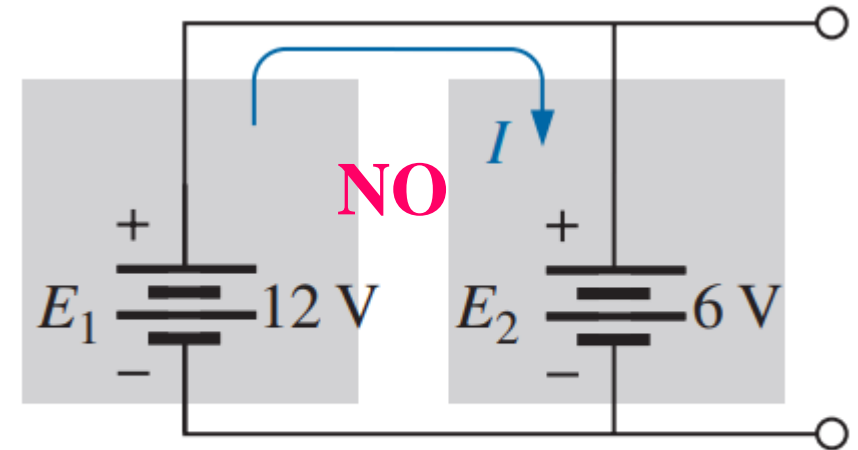 I
NO
+ +
E₁ 12 V E₂ 6 V
− −